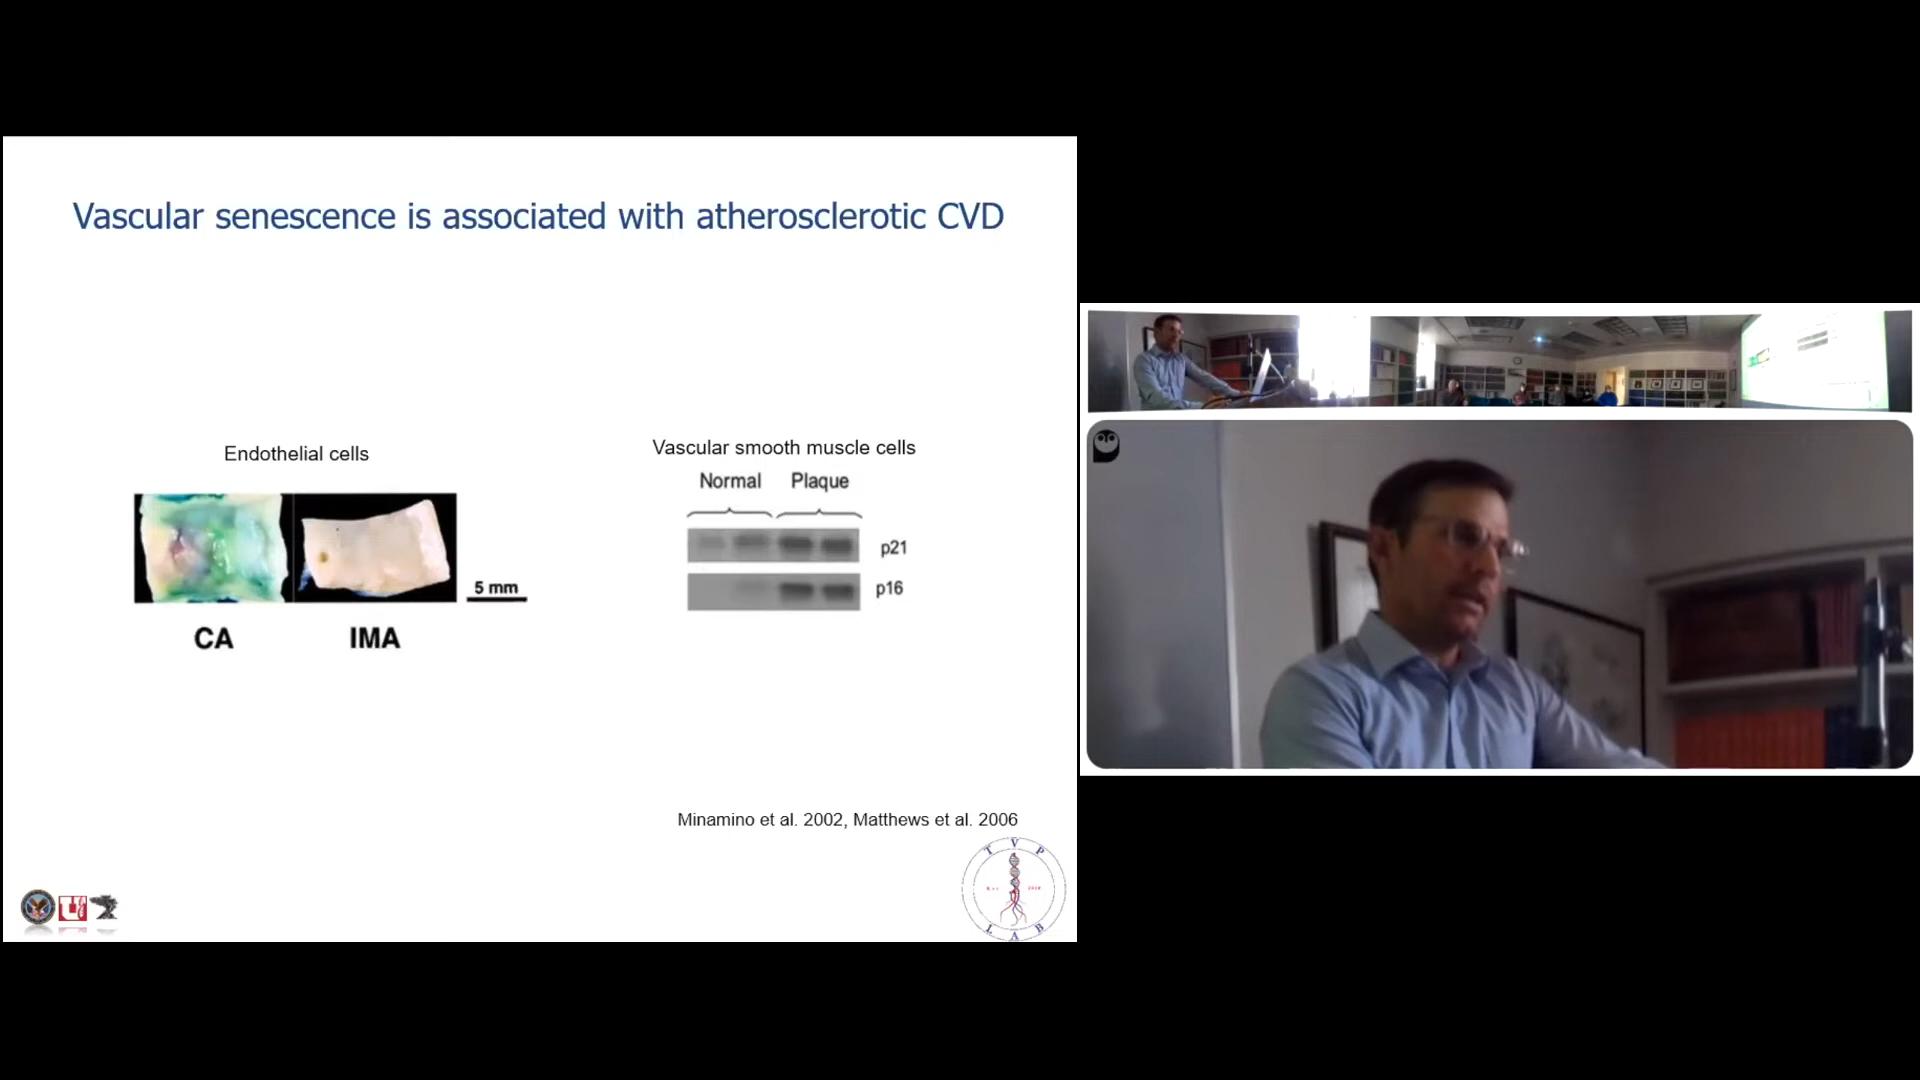 Vascular senescence is associated with atherosclerotic CVD
Endothelial cells
Vascular smooth muscle cells
Normal Plaque
p21
p16
5 mm
CA IMA
Minamino et al. 2002, Matthews et al. 2006
T V P
L A B
U